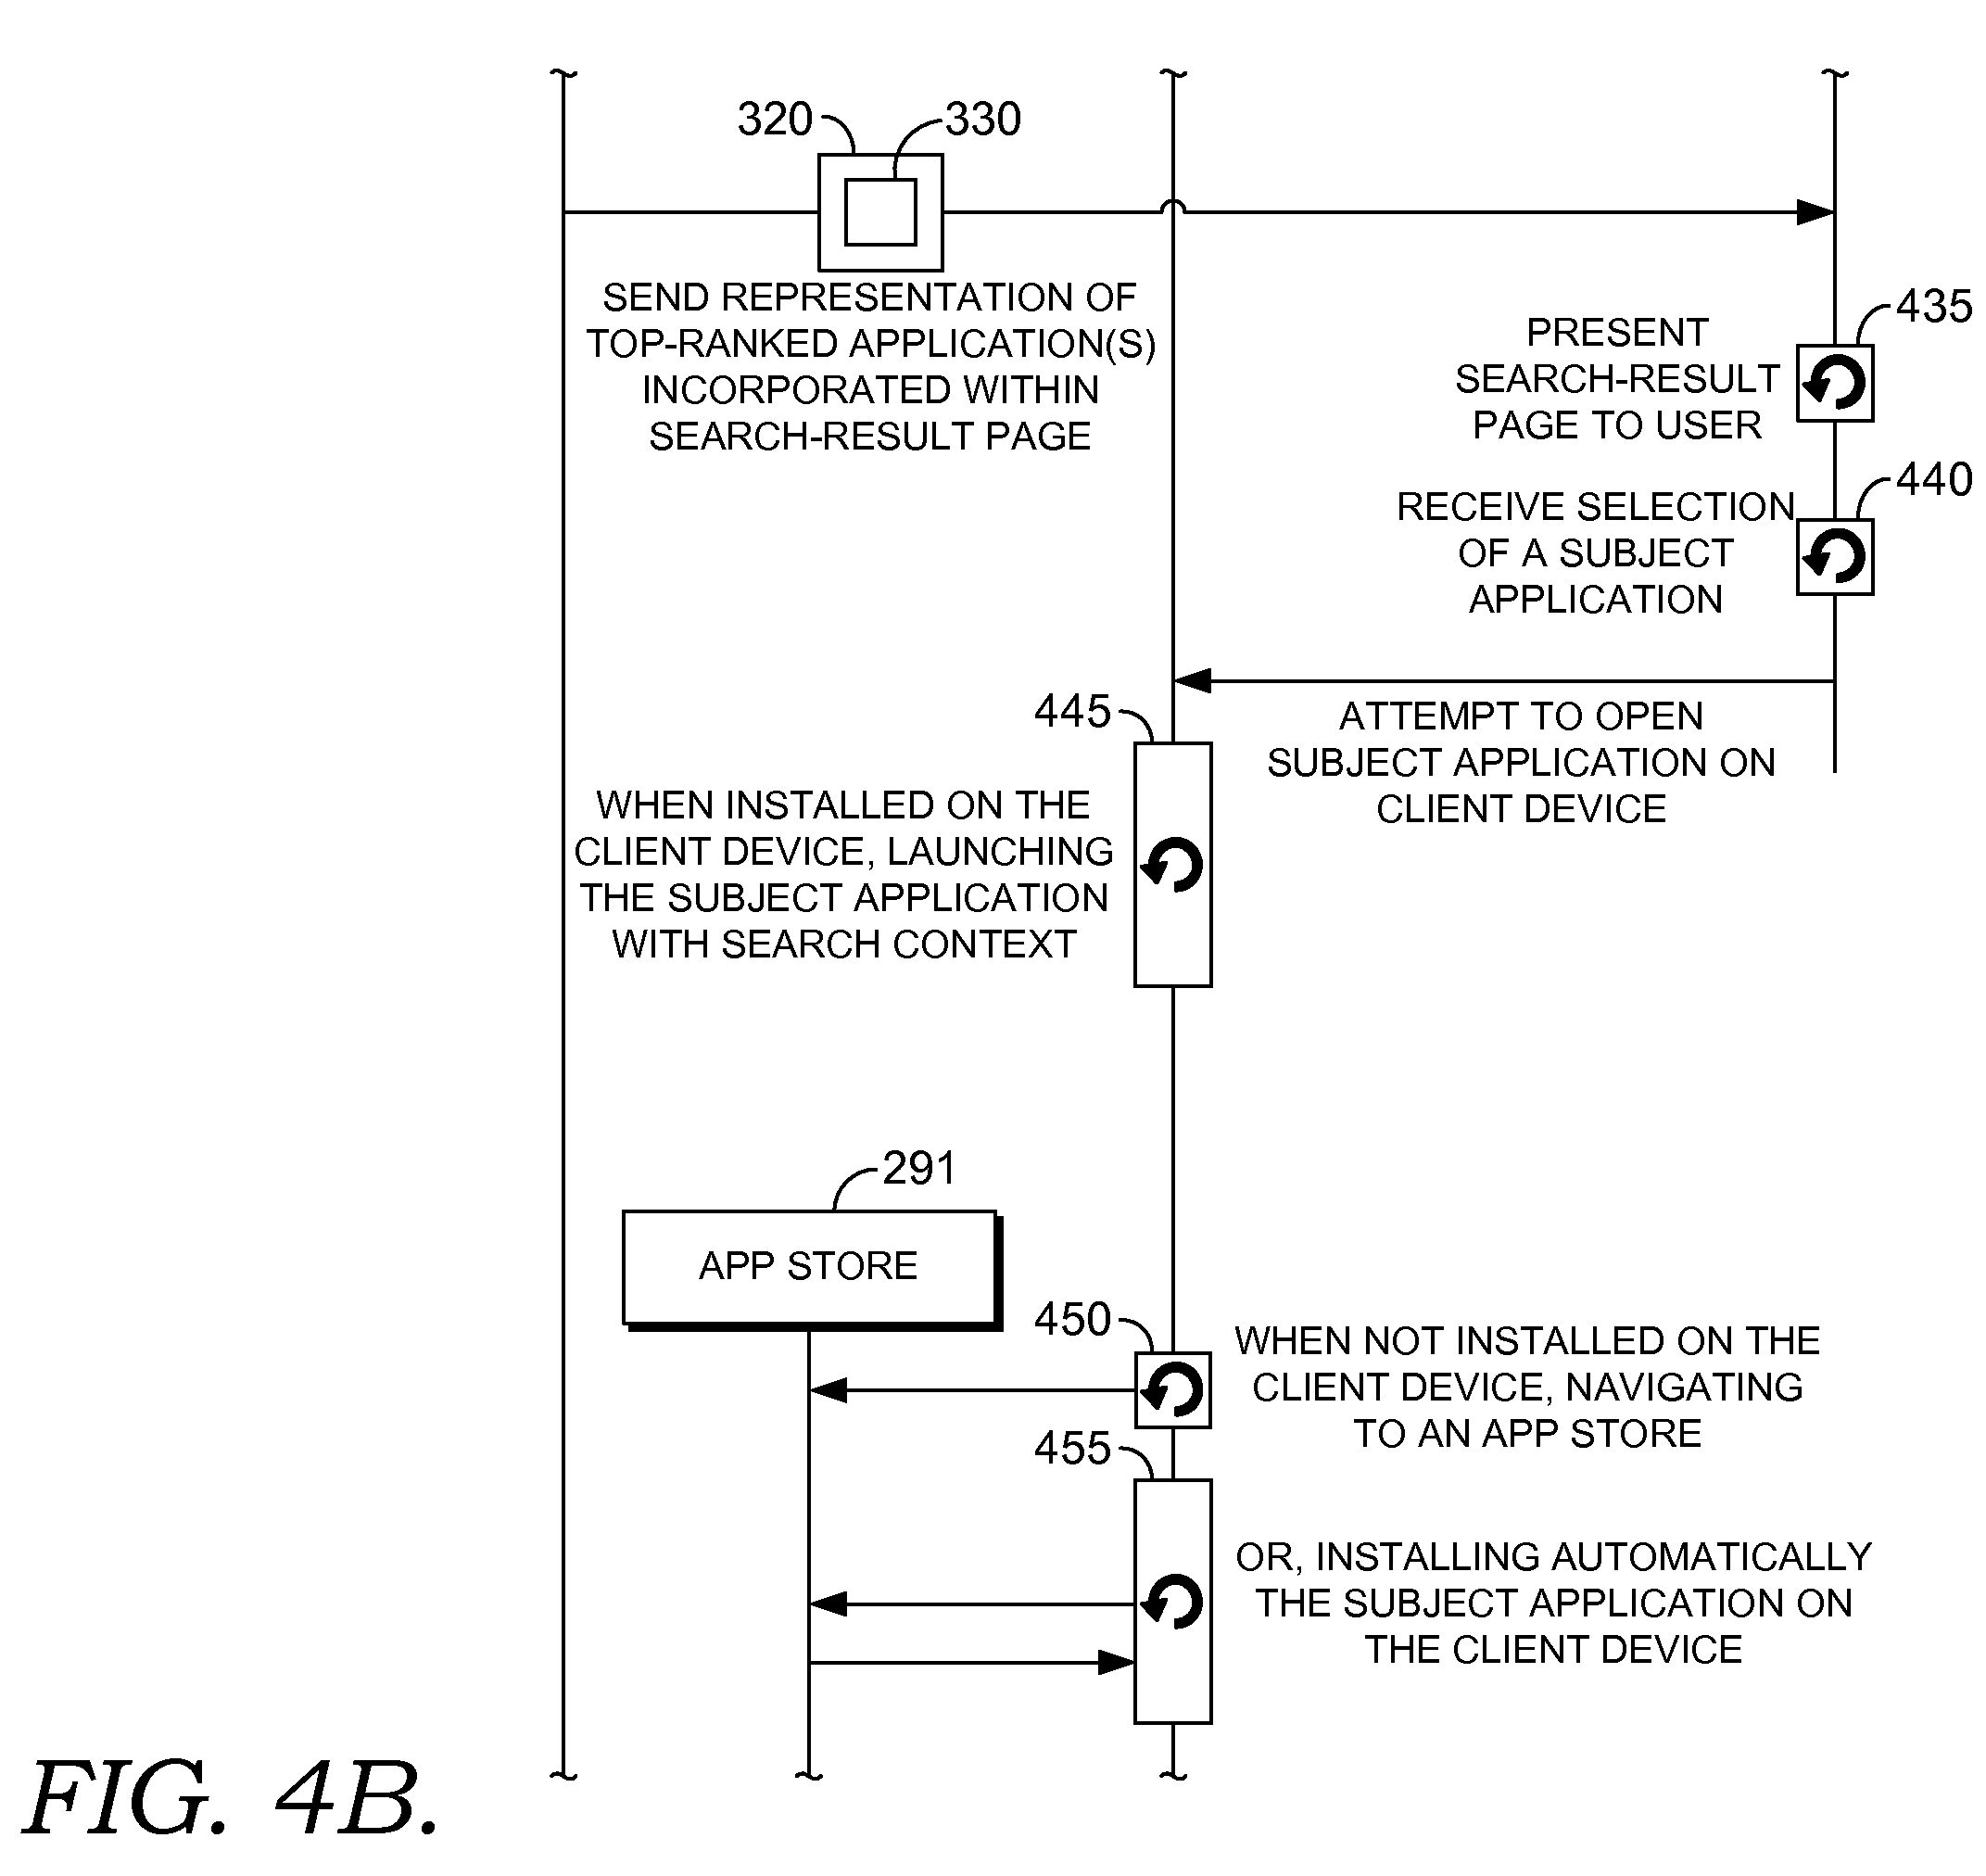 320
330
SEND REPRESENTATION OF
TOP-RANKED APPLICATION(S)
INCORPORATED WITHIN
SEARCH-RESULT PAGE
435
PRESENT
SEARCH-RESULT
PAGE TO USER
440
RECEIVE SELECTION
OF A SUBJECT
APPLICATION
ATTEMPT TO OPEN
SUBJECT APPLICATION ON
CLIENT DEVICE
445
WHEN INSTALLED ON THE
CLIENT DEVICE, LAUNCHING
THE SUBJECT APPLICATION
WITH SEARCH CONTEXT
291
APP STORE
450
WHEN NOT INSTALLED ON THE
CLIENT DEVICE, NAVIGATING
TO AN APP STORE
455
OR, INSTALLING AUTOMATICALLY
THE SUBJECT APPLICATION ON
THE CLIENT DEVICE
FIG. 4B.